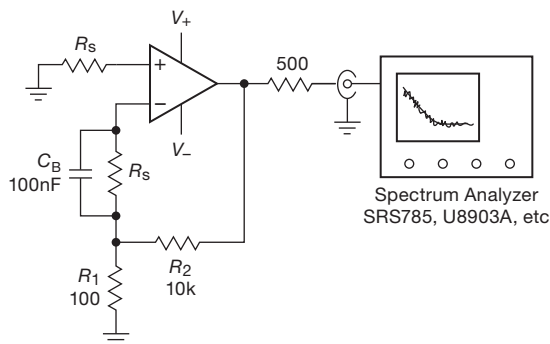 V+
Rs
500
+
−
V−
CB
100nF
Rs
R2
10k
R1
100
Spectrum Analyzer
SRS785, U8903A, etc